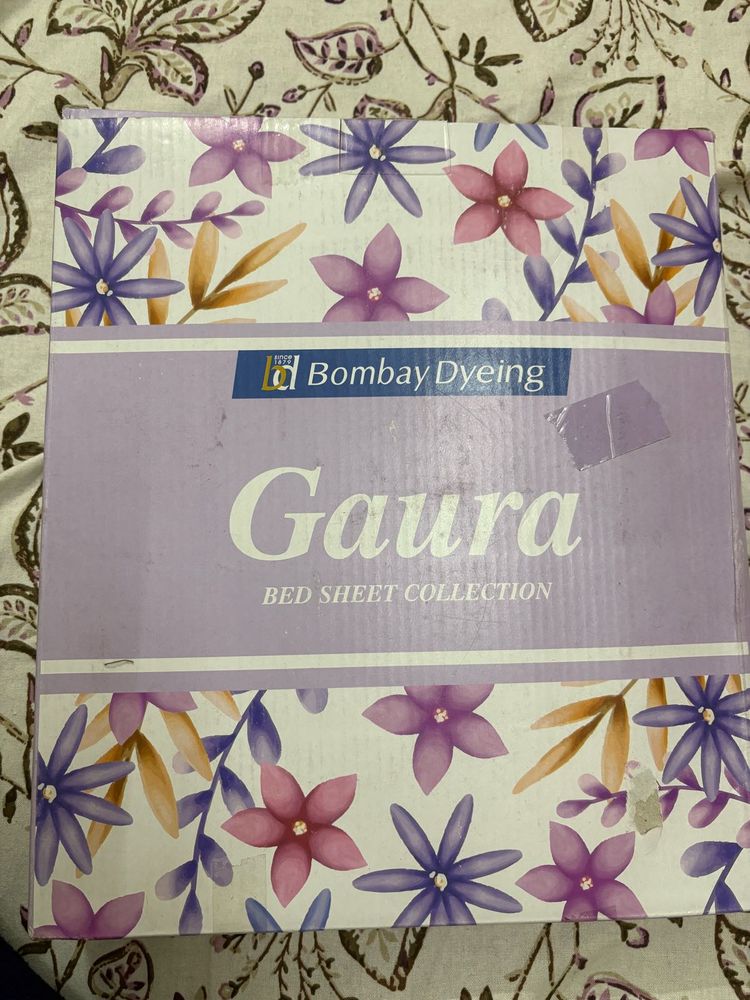 since
1879
bd Bombay Dyeing
Gaura
BED SHEET COLLECTION